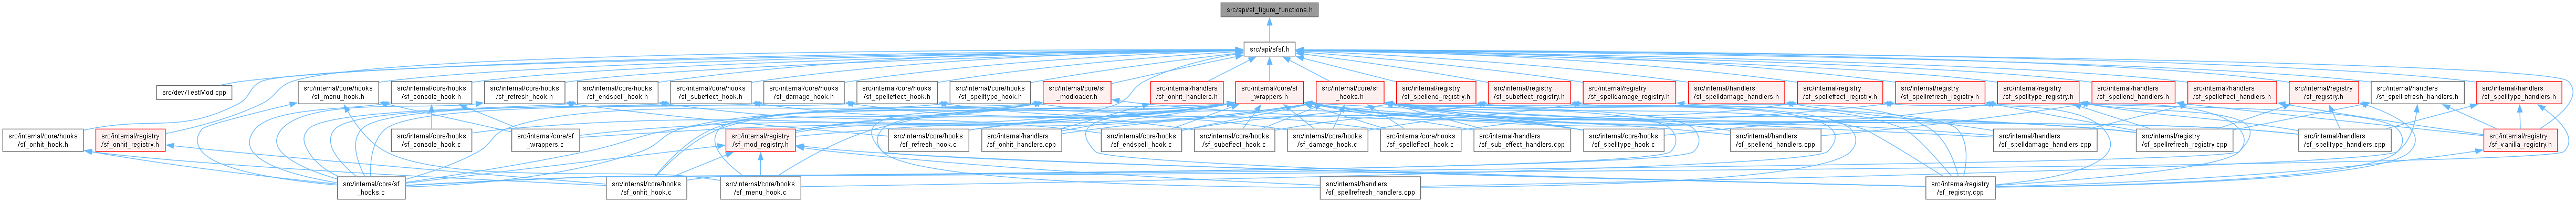 src/api/sf_figure_functions.h
src/api/sfsf.h
src/dev/TestMod.cpp
src/internal/core/hooks
/sf_menu_hook.h
src/internal/core/hooks
/sf_console_hook.h
src/internal/core/hooks
/sf_refresh_hook.h
src/internal/core/hooks
/sf_endspell_hook.h
src/internal/core/hooks
/sf_subeffect_hook.h
src/internal/core/hooks
/sf_damage_hook.h
src/internal/core/hooks
/sf_spelleffect_hook.h
src/internal/core/hooks
/sf_spelltype_hook.h
src/internal/core/sf
_modloader.h
src/internal/handlers
/sf_onhit_handlers.h
src/internal/core/sf
_wrappers.h
src/internal/core/sf
_hooks.h
src/internal/registry
/sf_spellend_registry.h
src/internal/registry
/sf_subeffect_registry.h
src/internal/registry
/sf_spelldamage_registry.h
src/internal/handlers
/sf_spelldamage_handlers.h
src/internal/registry
/sf_spelleffect_registry.h
src/internal/registry
/sf_spellrefresh_registry.h
src/internal/registry
/sf_spelltype_registry.h
src/internal/handlers
/sf_spellend_handlers.h
src/internal/handlers
/sf_spelleffect_handlers.h
src/internal/registry
/sf_registry.h
src/internal/handlers
/sf_spellrefresh_handlers.h
src/internal/handlers
/sf_spelltype_handlers.h
src/internal/core/hooks
/sf_onhit_hook.h
src/internal/registry
/sf_onhit_registry.h
src/internal/core/hooks
/sf_console_hook.c
src/internal/core/sf
_wrappers.c
src/internal/registry
/sf_mod_registry.h
src/internal/core/hooks
/sf_refresh_hook.c
src/internal/handlers
/sf_onhit_handlers.cpp
src/internal/core/hooks
/sf_endspell_hook.c
src/internal/core/hooks
/sf_subeffect_hook.c
src/internal/core/hooks
/sf_damage_hook.c
src/internal/core/hooks
/sf_spelleffect_hook.c
src/internal/handlers
/sf_sub_effect_handlers.cpp
src/internal/core/hooks
/sf_spelltype_hook.c
src/internal/handlers
/sf_spellend_handlers.cpp
src/internal/handlers
/sf_spelldamage_handlers.cpp
src/internal/registry
/sf_spellrefresh_registry.cpp
src/internal/handlers
/sf_spelltype_handlers.cpp
src/internal/registry
/sf_vanilla_registry.h
src/internal/core/sf
_hooks.c
src/internal/core/hooks
/sf_onhit_hook.c
src/internal/core/hooks
/sf_menu_hook.c
src/internal/handlers
/sf_spellrefresh_handlers.cpp
src/internal/registry
/sf_registry.cpp